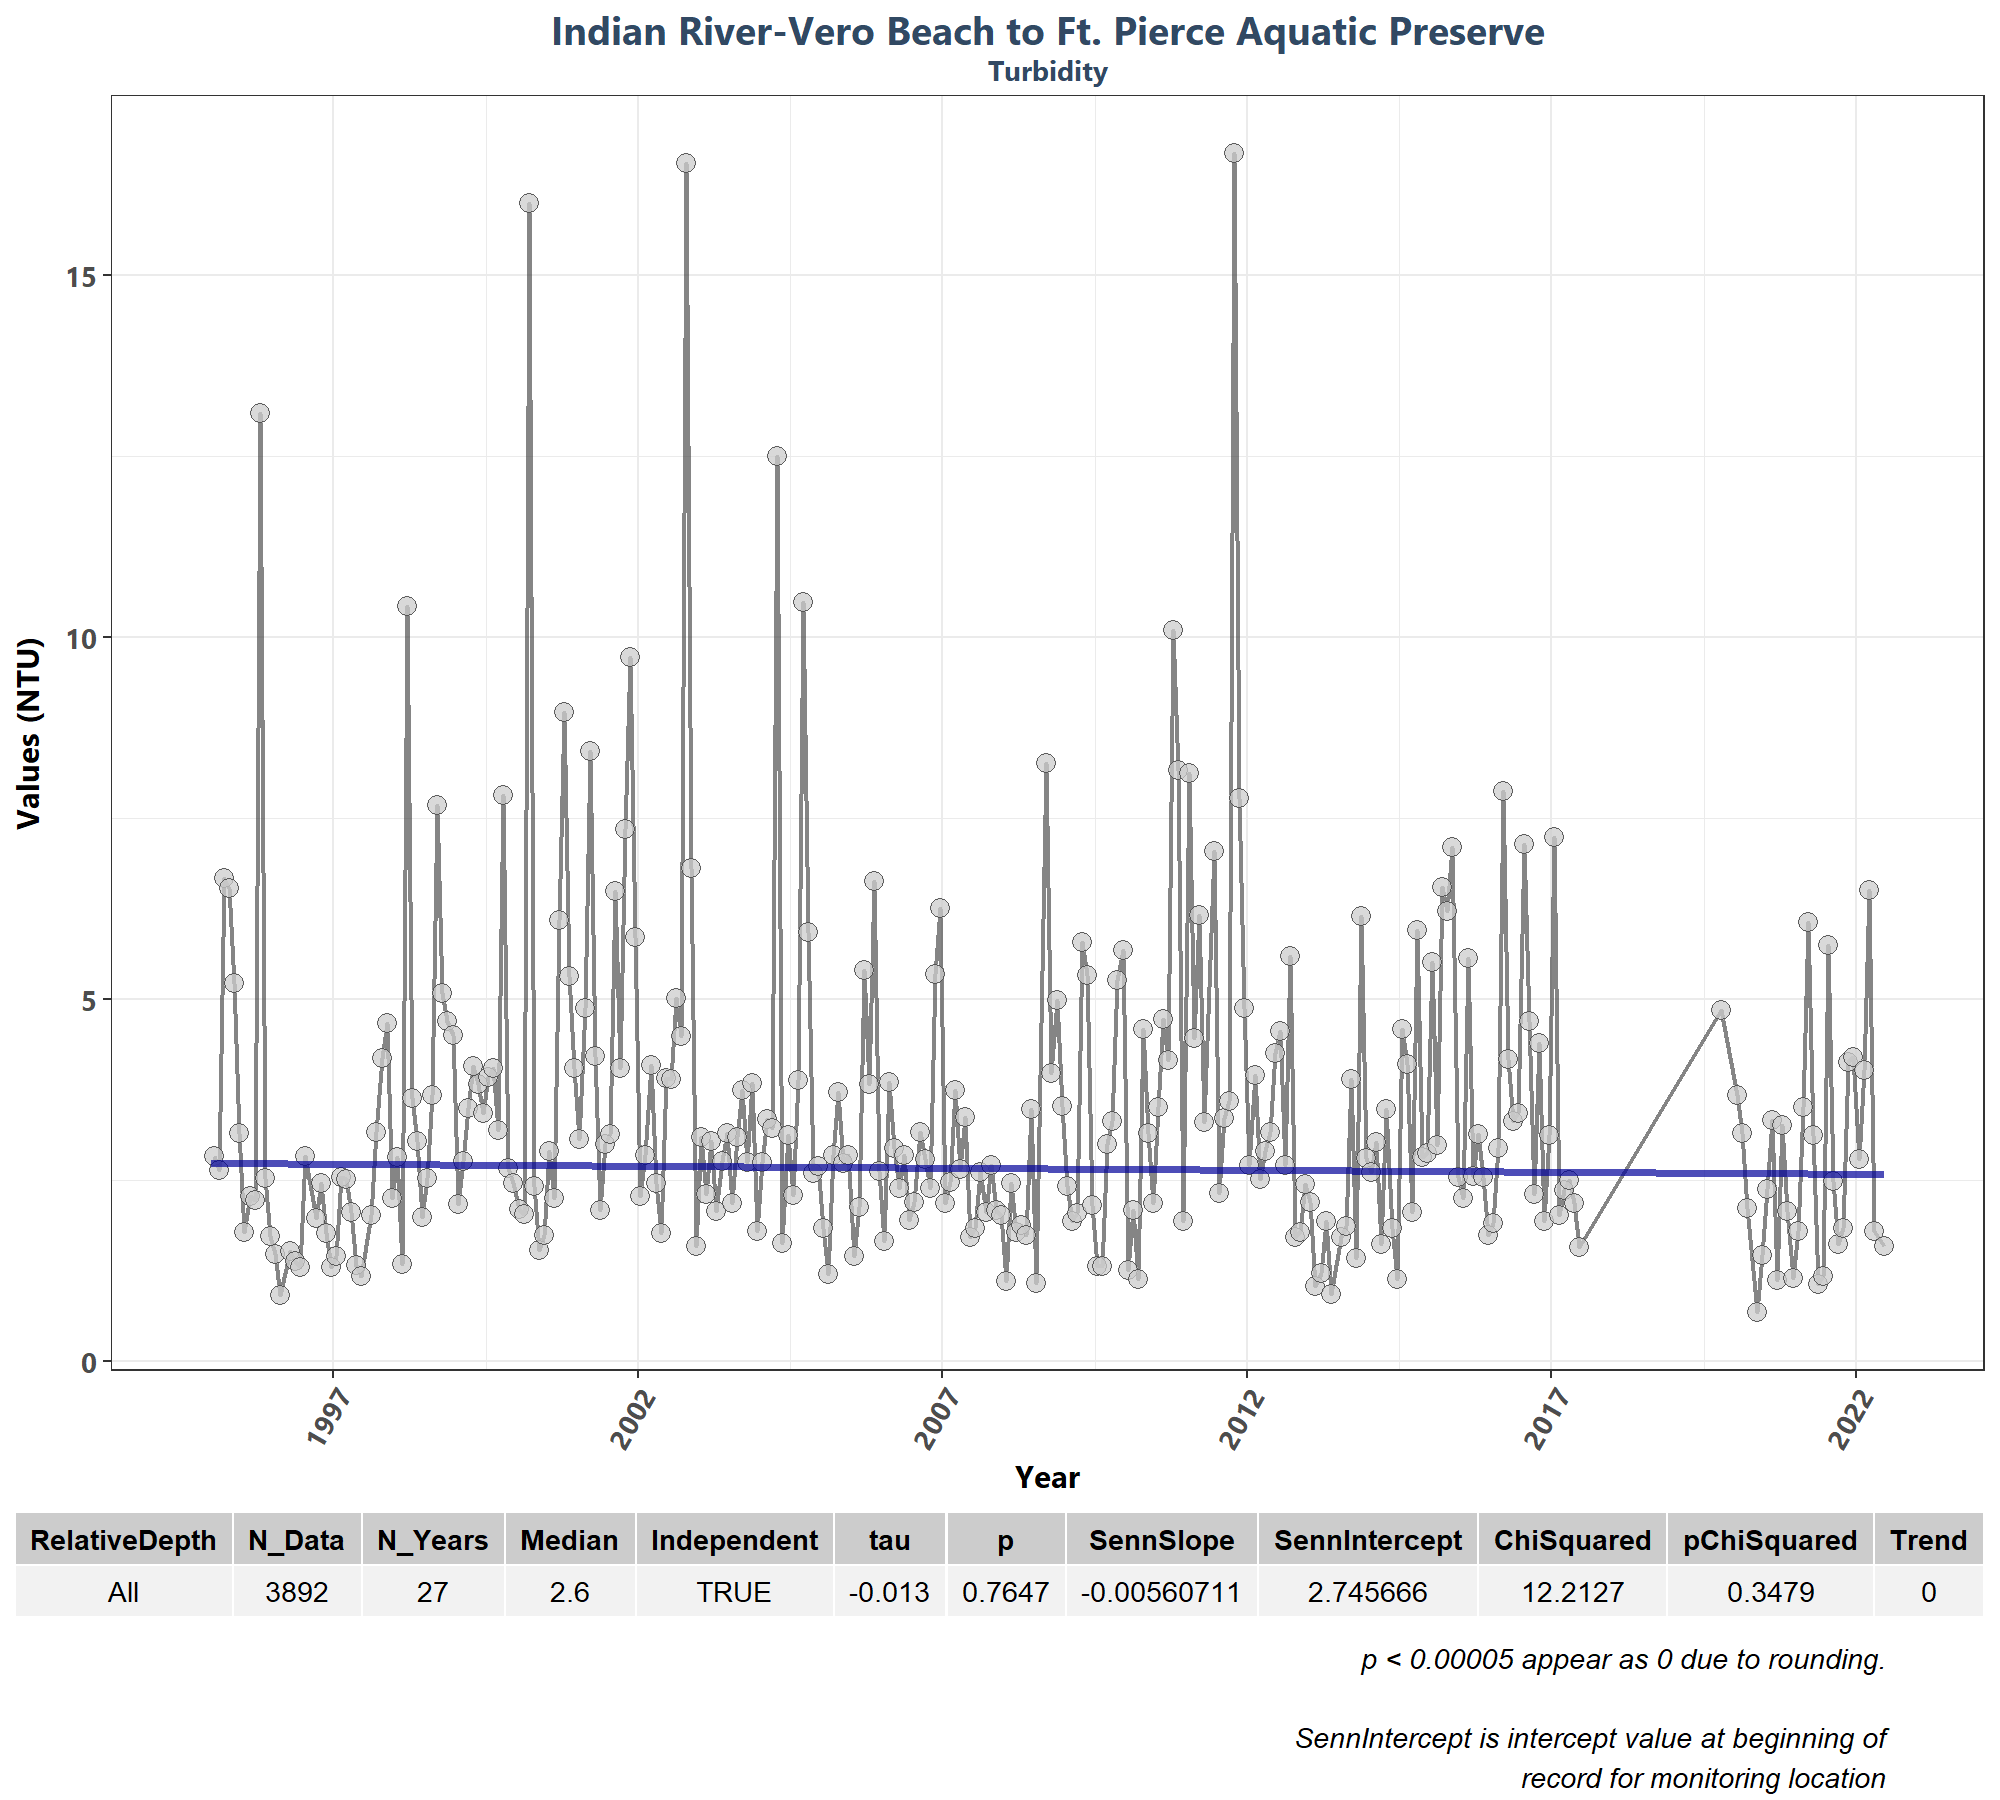 Indian River-Vero Beach to Ft. Pierce Aquatic Preserve
Turbidity
15
10
5
0
Values (NTU)
1997 2002 2007 2012 2017 2022
Year
RelativeDepth N_Data N_Years Median Independent tau p SennSlope SennIntercept ChiSquared pChiSquared Trend
All 3892 27 2.6 TRUE -0.013 0.7647 -0.00560711 2.745666 12.2127 0.3479 0
p < 0.00005 appear as 0 due to rounding.
SennIntercept is intercept value at beginning of
record for monitoring location